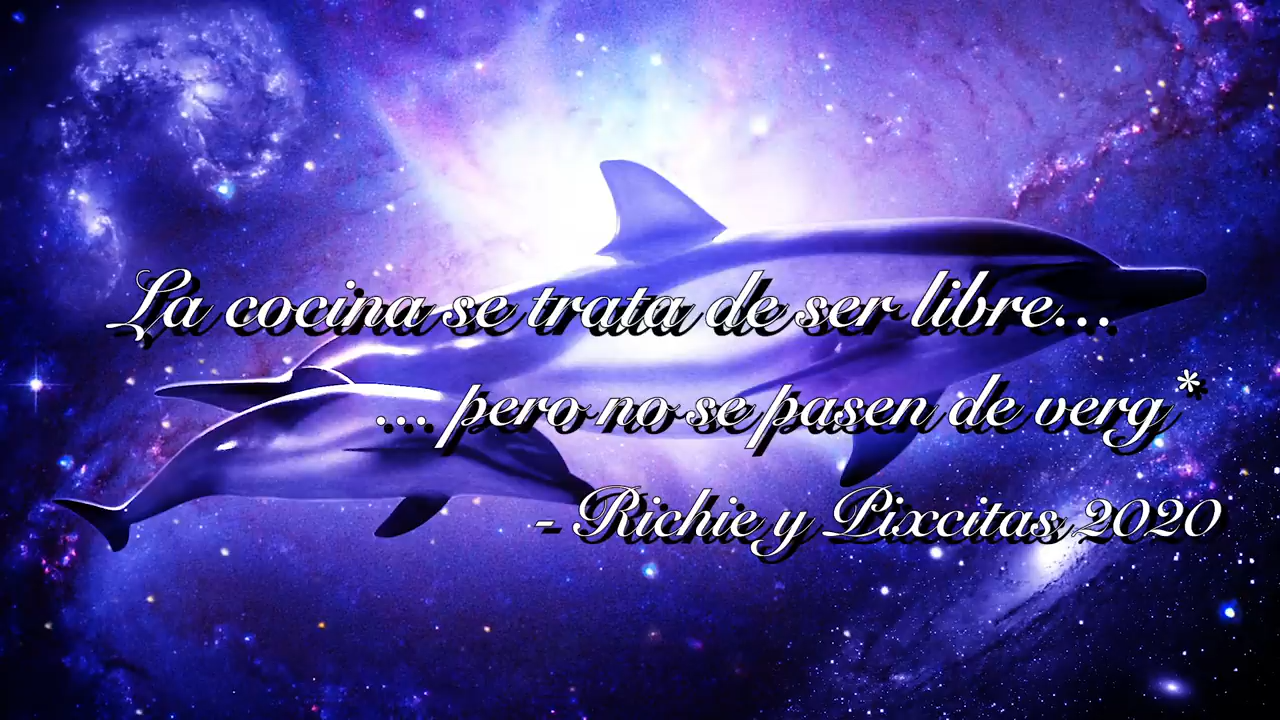 La cocina se trata de ser libre...
... pero no se pasen de verg*
- Richie y Pixcitas, 2020